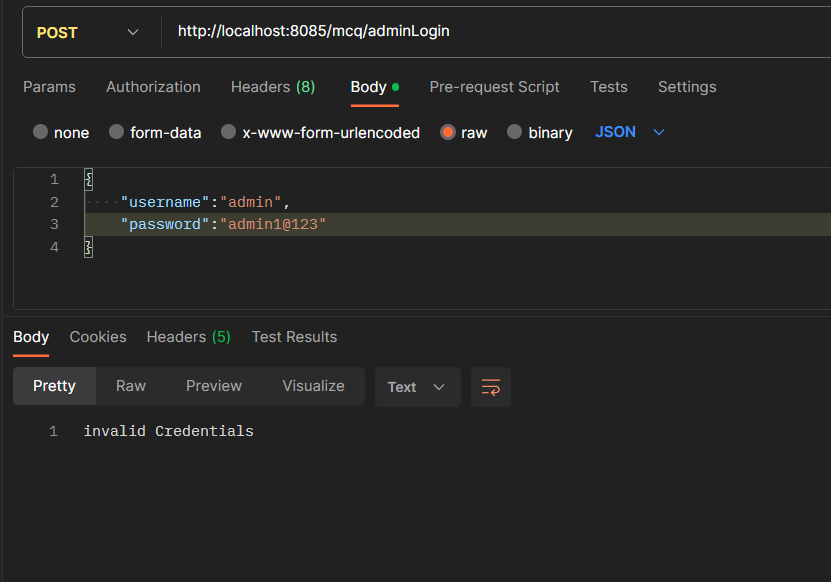 POST http://localhost:8085/mcq/adminLogin
Params Authorization Headers (8) Body Pre-request Script Tests Settings
none form-data x-www-form-urlencoded raw binary JSON
1 {
2 "username":"admin",
3 "password":"admin1@123"
4 }
Body Cookies Headers (5) Test Results
Pretty Raw Preview Visualize Text
1 invalid Credentials